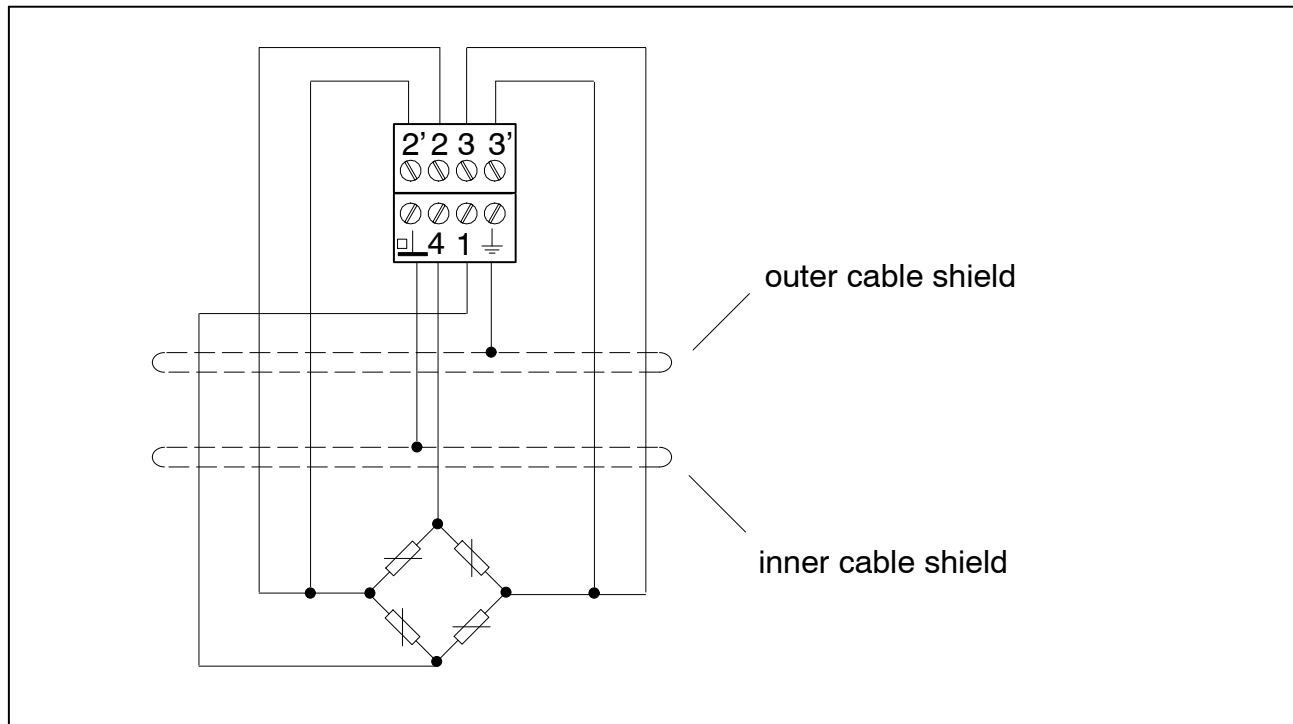 2’ 2 3 3’
4 1
outer cable shield
inner cable shield